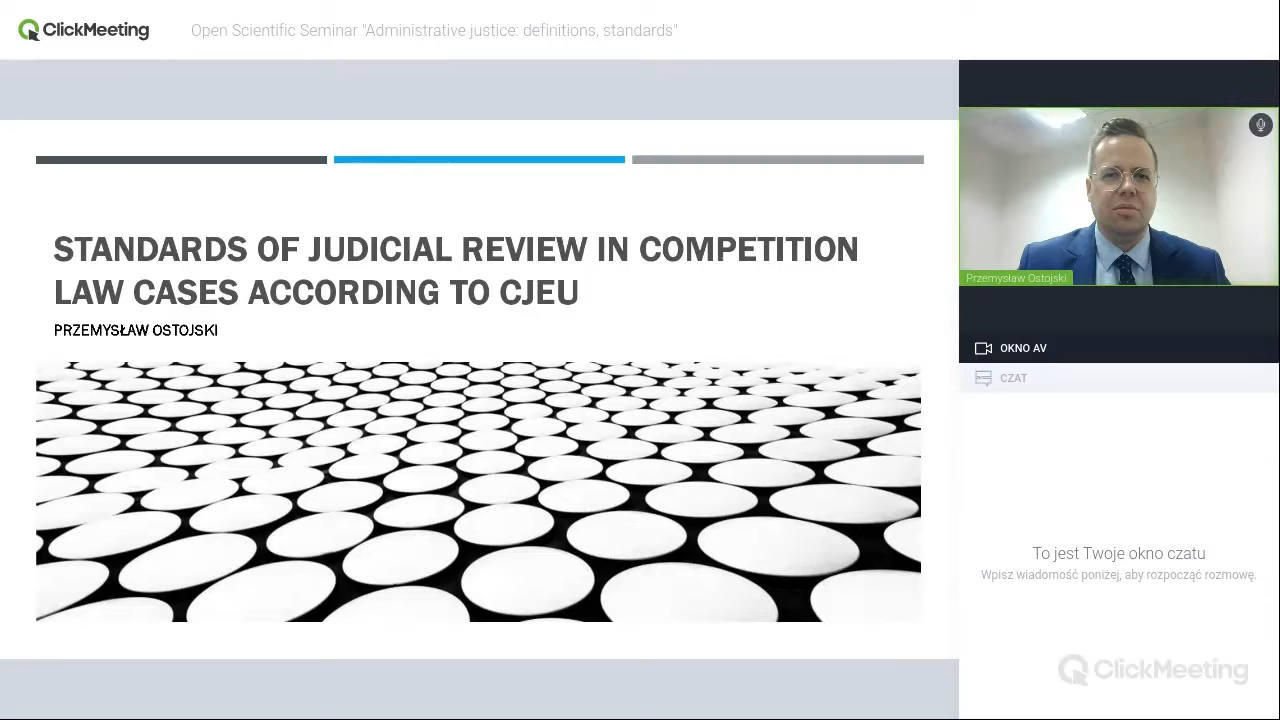 ClickMeeting
Open Scientific Seminar "Administrative justice: definitions, standards"
STANDARDS OF JUDICIAL REVIEW IN COMPETITION
LAW CASES ACCORDING TO CJEU
PRZEMYSŁAW OSTOJSKI
Przemysław Ostojski
OKNO AV
CZAT
To jest Twoje okno czatu
Wpisz wiadomość poniżej, aby rozpocząć rozmowę.
ClickMeeting